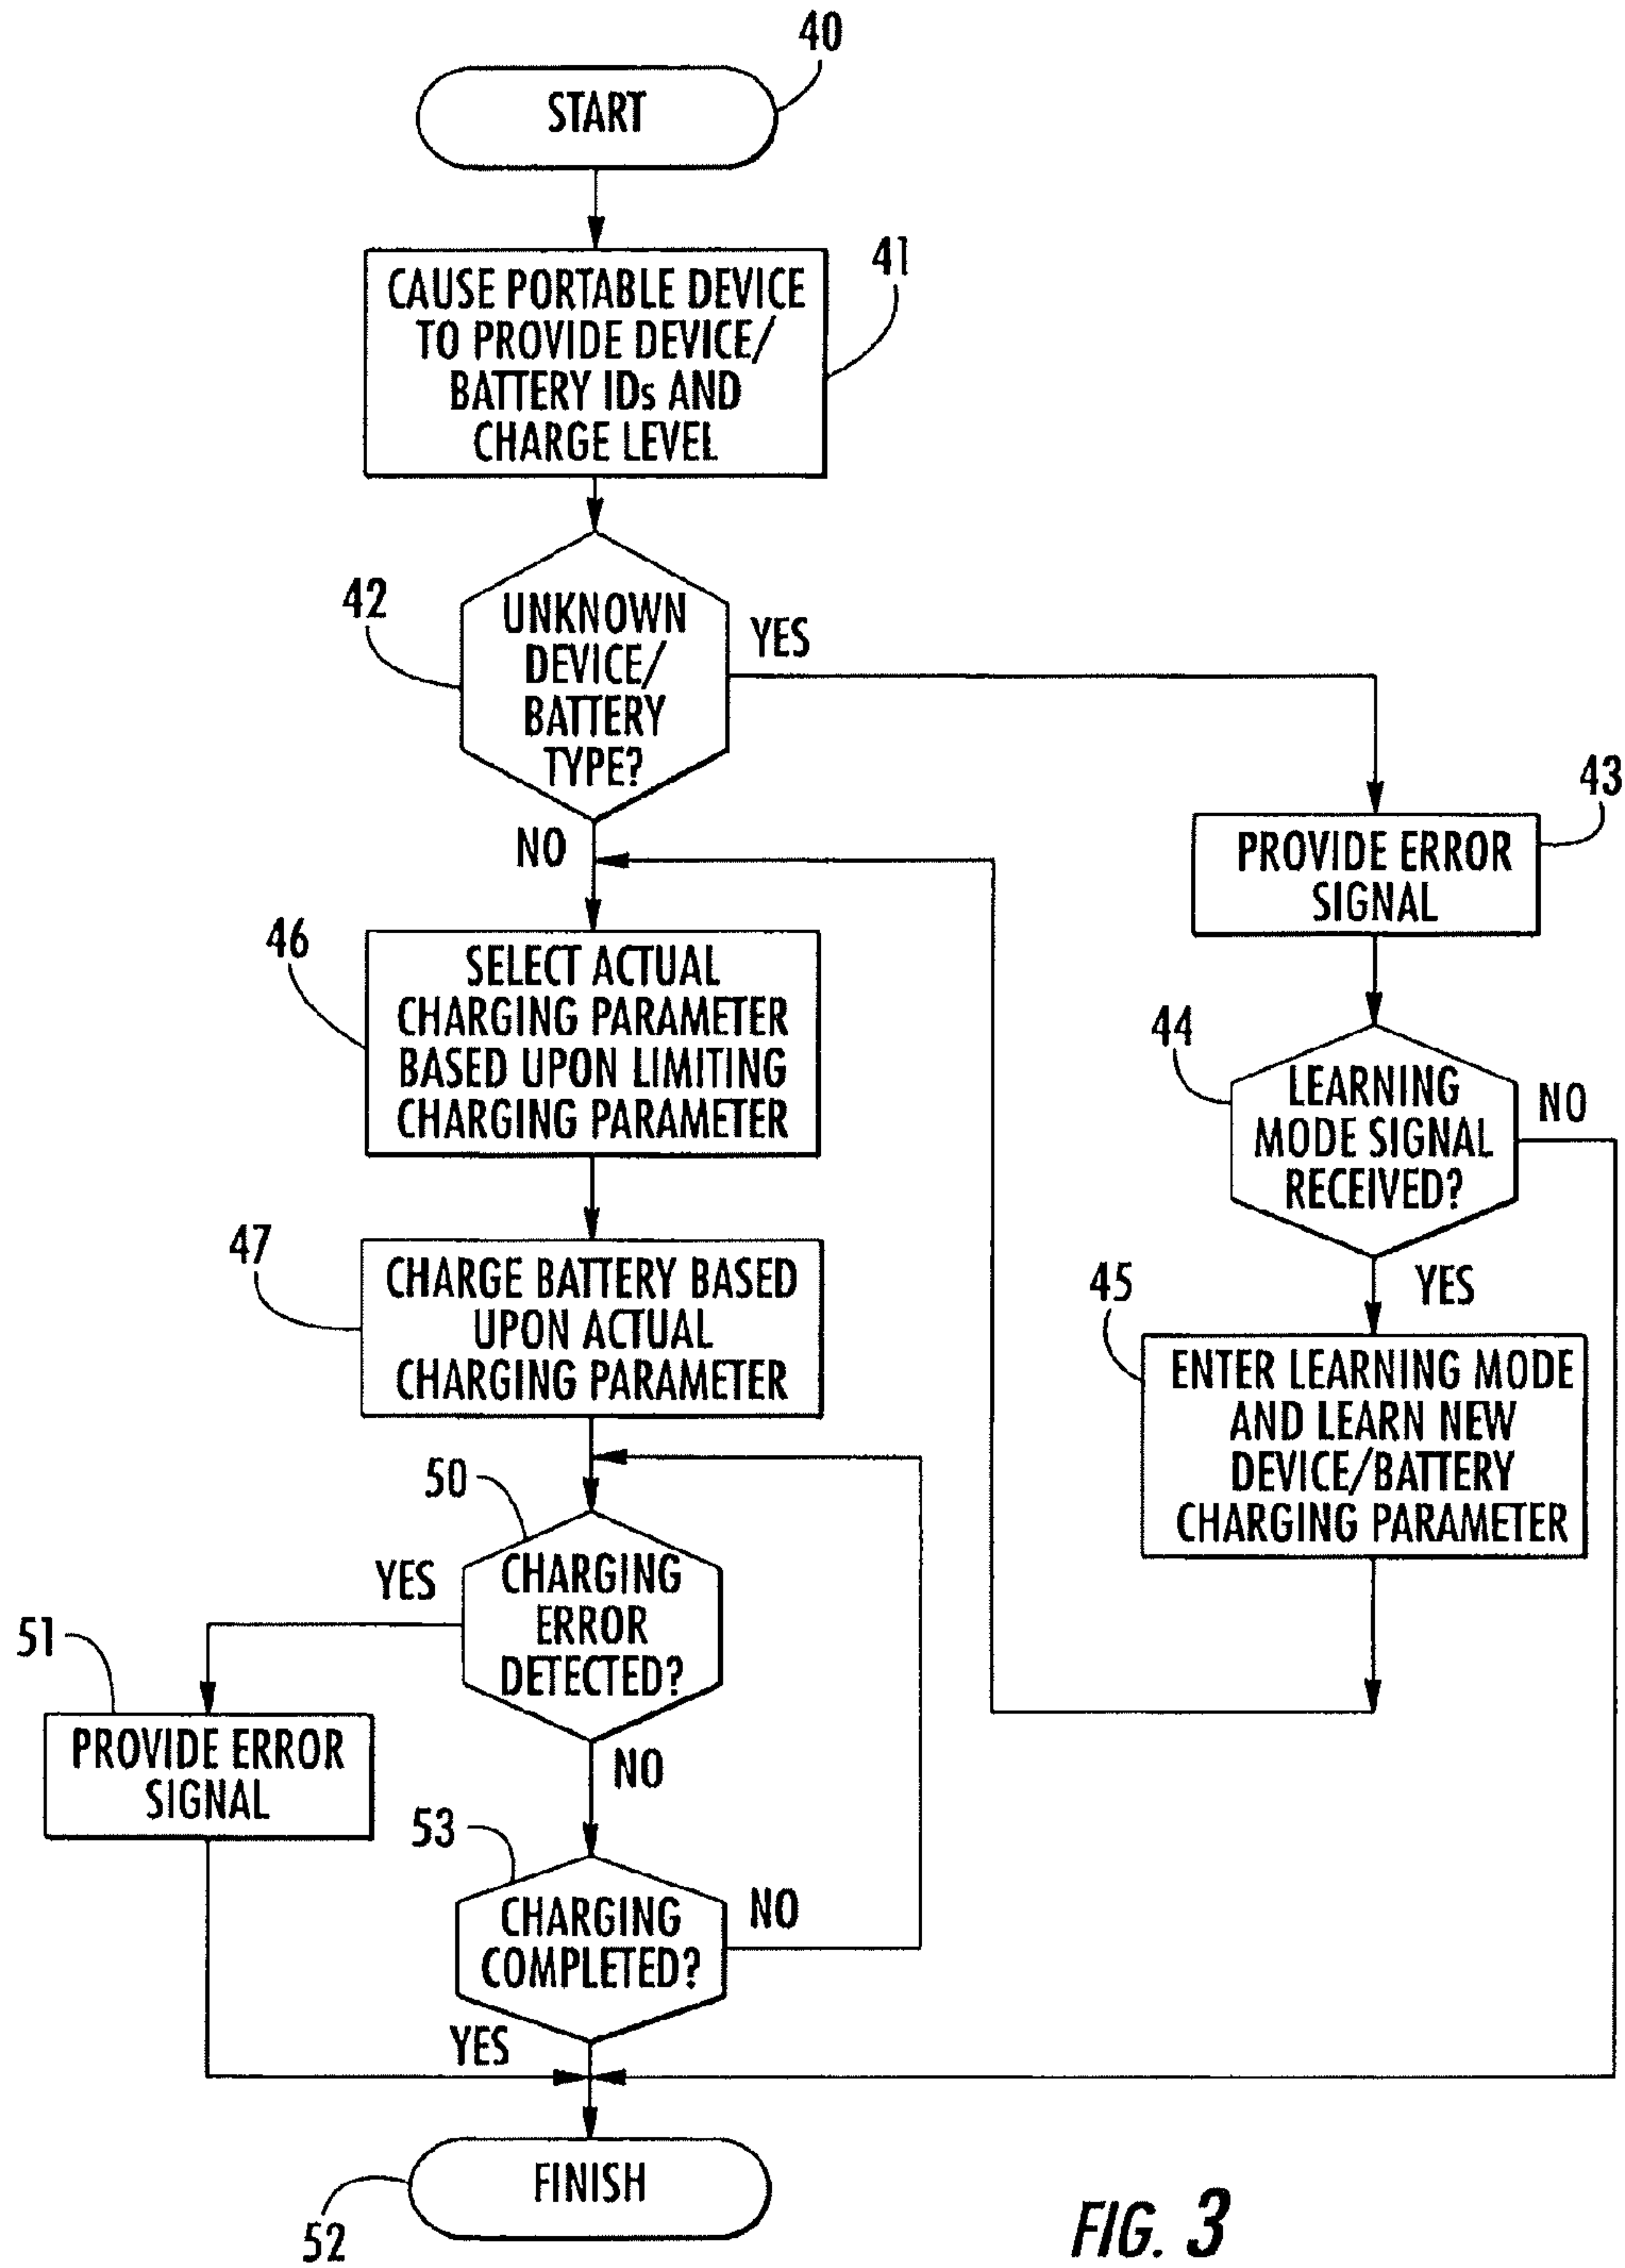 40
START
41
CAUSE PORTABLE DEVICE
TO PROVIDE DEVICE/
BATTERY IDs AND
CHARGE LEVEL
42
UNKNOWN
DEVICE/
BATTERY
TYPE?
YES
NO
43
PROVIDE ERROR
SIGNAL
44
LEARNING
MODE SIGNAL
RECEIVED?
NO
YES
45
ENTER LEARNING MODE
AND LEARN NEW
DEVICE/BATTERY
CHARGING PARAMETER
46
SELECT ACTUAL
CHARGING PARAMETER
BASED UPON LIMITING
CHARGING PARAMETER
47
CHARGE BATTERY BASED
UPON ACTUAL
CHARGING PARAMETER
50
CHARGING
ERROR
DETECTED?
YES
NO
51
PROVIDE ERROR
SIGNAL
53
CHARGING
COMPLETED?
NO
YES
FINISH
52
FIG. 3